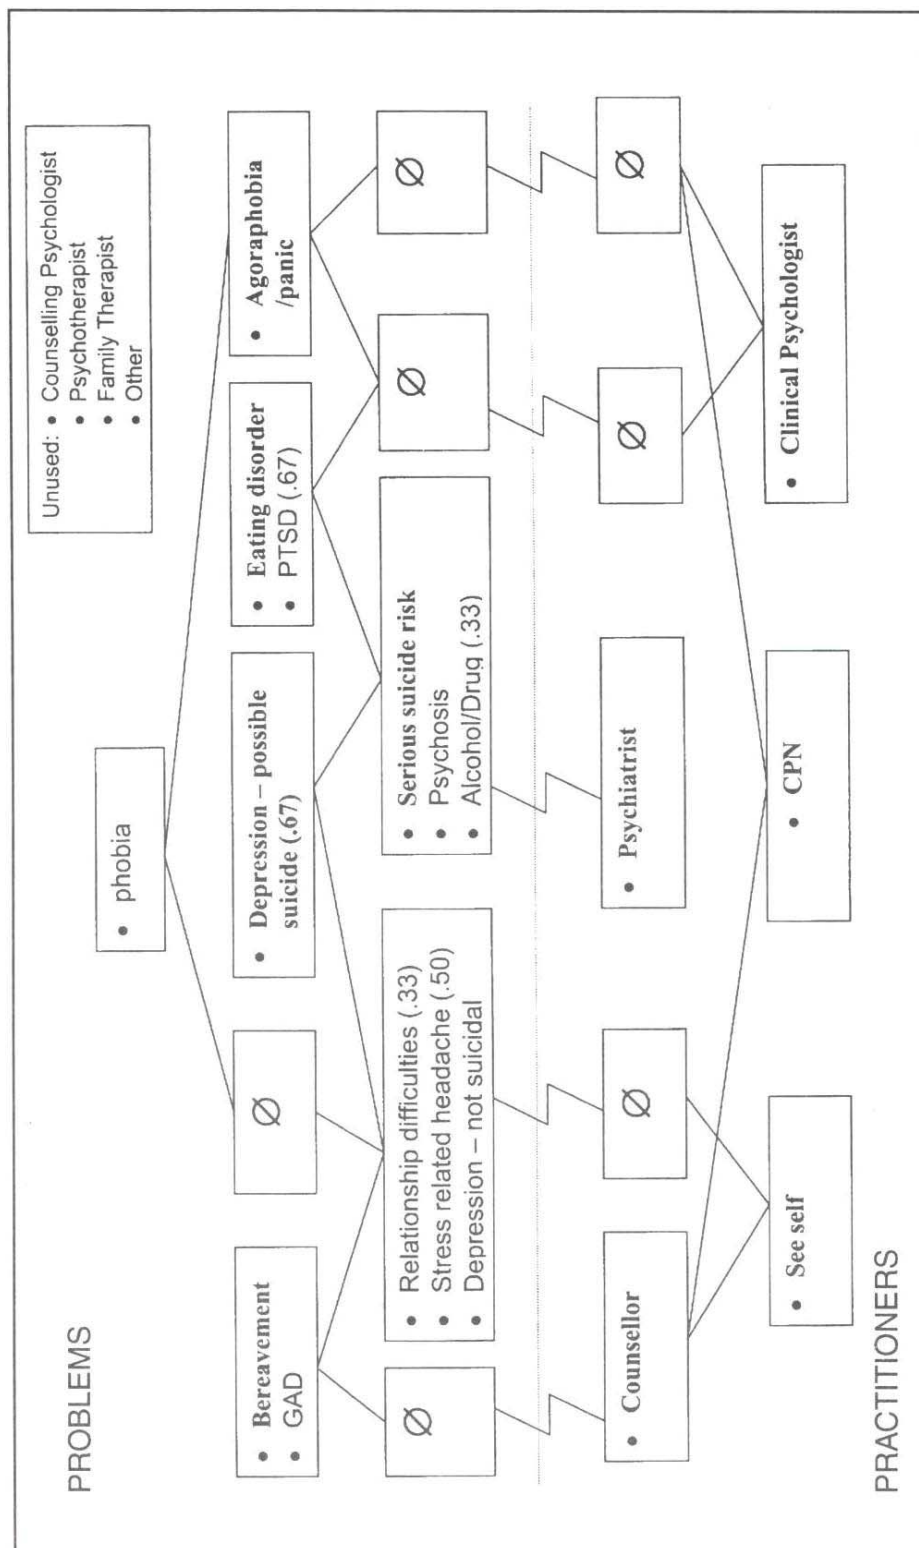 PROBLEMS
Unused: • Counselling Psychologist
• Psychotherapist
• Family Therapist
• Other
• phobia
• Bereavement
• GAD
Ø
• Depression – possible
suicide (.67)
• Eating disorder
• PTSD (.67)
• Agoraphobia
/panic
Ø
• Relationship difficulties (.33)
• Stress related headache (.50)
• Depression – not suicidal
• Serious suicide risk
• Psychosis
• Alcohol/Drug (.33)
Ø
Ø
• Counsellor
Ø
• Psychiatrist
Ø
Ø
• See self
• CPN
• Clinical Psychologist
PRACTITIONERS